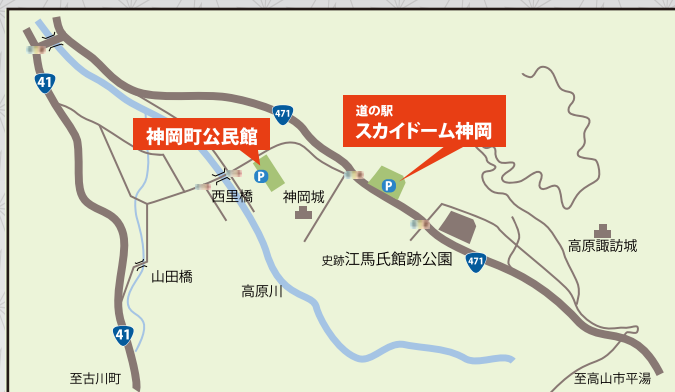 41
471
道の駅
スカイドーム神岡
神岡町公民館
P
P
西里橋
神岡城
高原諏訪城
史跡江馬氏館跡公園
471
山田橋
高原川
41
至古川町
至高山市平湯